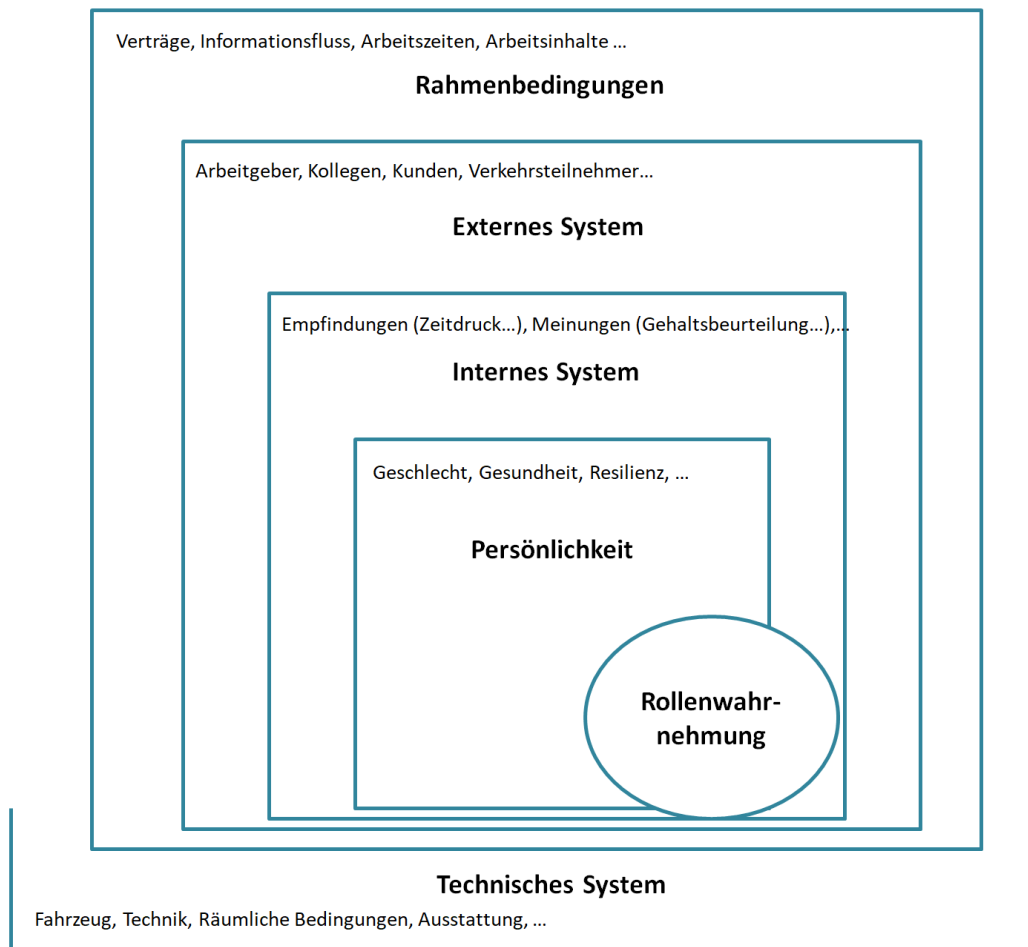 Verträge, Informationsfluss, Arbeitszeiten, Arbeitsinhalte …
Rahmenbedingungen
Arbeitgeber, Kollegen, Kunden, Verkehrsteilnehmer…
Externes System
Empfindungen (Zeitdruck…), Meinungen (Gehaltsbeurteilung…),…
Internes System
Geschlecht, Gesundheit, Resilienz, …
Persönlichkeit
Rollenwahr-
nehmung
Technisches System
Fahrzeug, Technik, Räumliche Bedingungen, Ausstattung, …